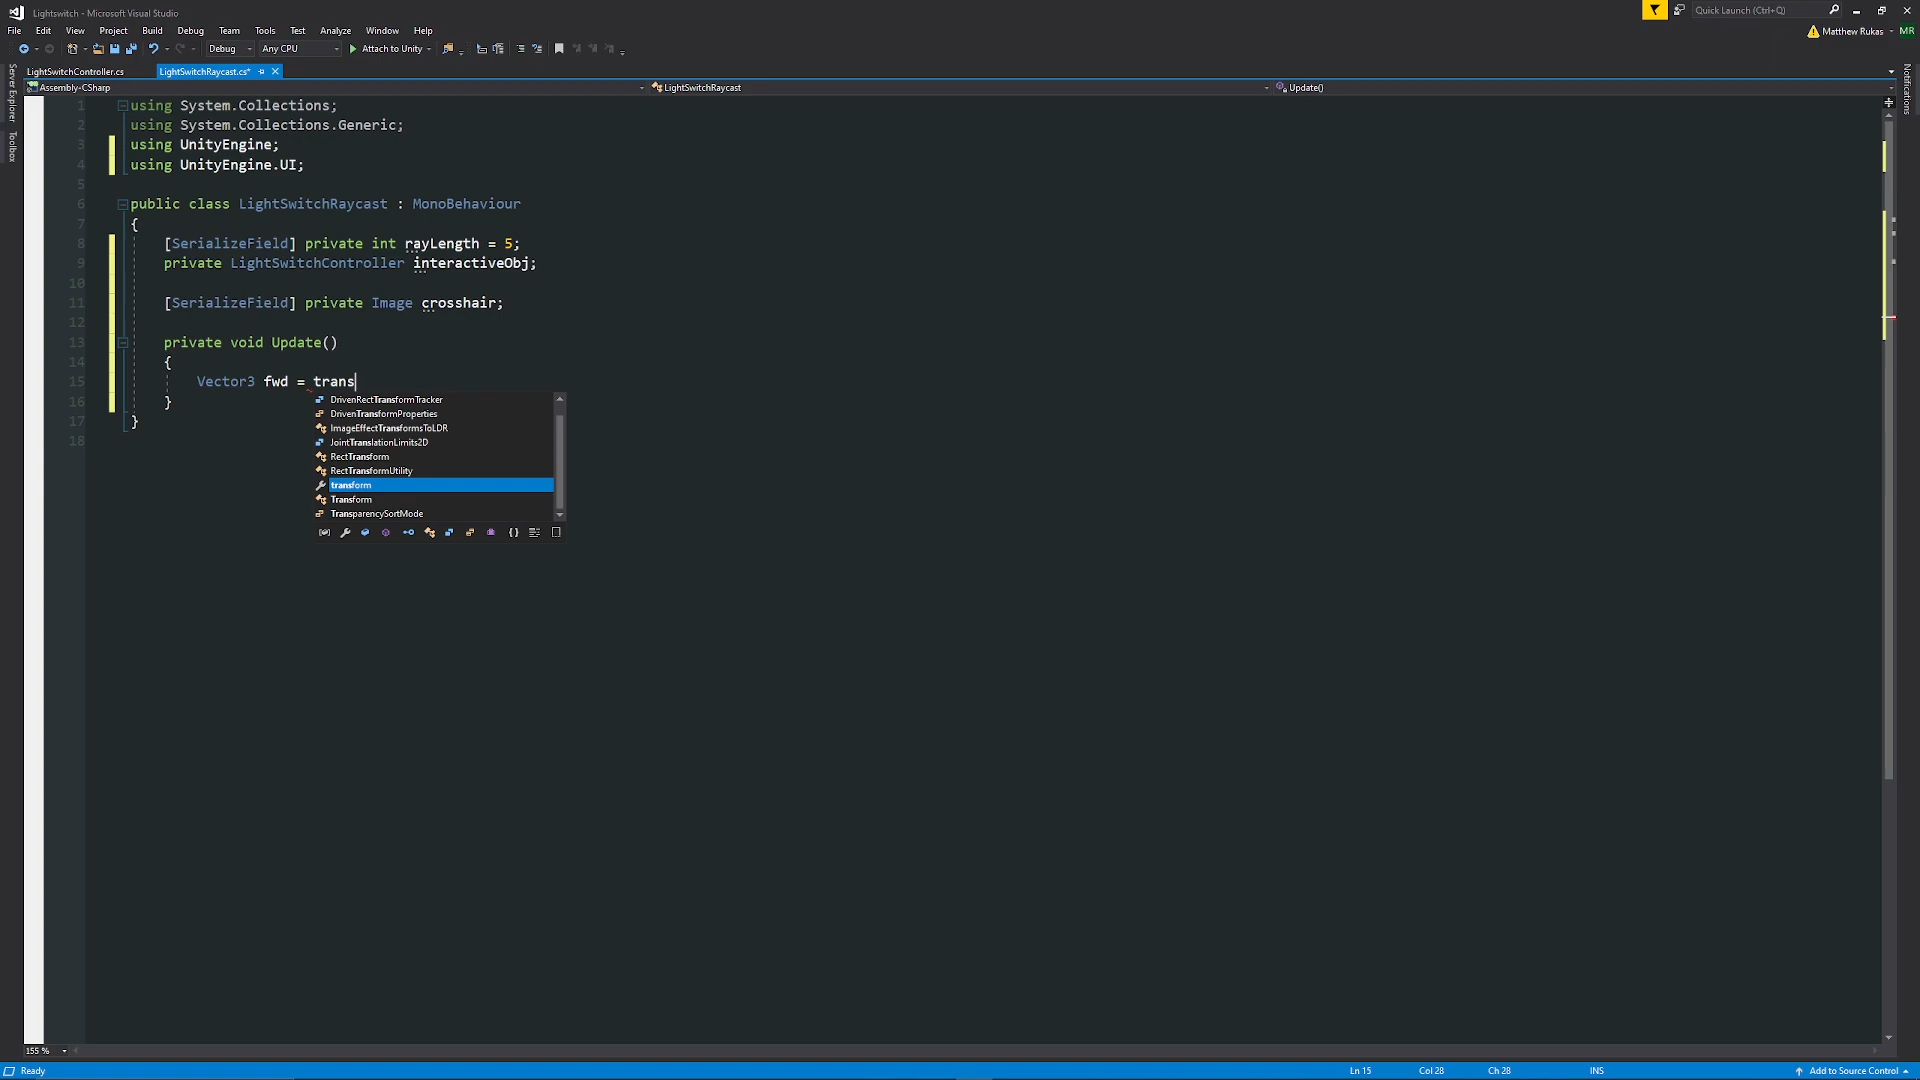 Lightswitch - Microsoft Visual Studio
Quick Launch (Ctrl+Q)
File Edit View Project Build Debug Team Tools Test Analyze Window Help
Matthew Rukas MR
Debug Any CPU Attach to Unity
LightSwitchController.cs LightSwitchRaycast.cs*
Assembly-CSharp LightSwitchRaycast Update()
Server Explorer
Toolbox
Notifications
1 using System.Collections;
2 using System.Collections.Generic;
3 using UnityEngine;
4 using UnityEngine.UI;
5
6 public class LightSwitchRaycast : MonoBehaviour
7 {
8 [SerializeField] private int rayLength = 5;
9 private LightSwitchController interactiveObj;
10
11 [SerializeField] private Image crosshair;
12
13 private void Update()
14 {
15 Vector3 fwd = trans
16 }
17 }
18
DrivenRectTransformTracker
DrivenTransformProperties
ImageEffectTransformsToLDR
JointTranslationLimits2D
RectTransform
RectTransformUtility
transform
Transform
TransparencySortMode
155 %
Ready Ln 15 Col 28 Ch 28 INS Add to Source Control